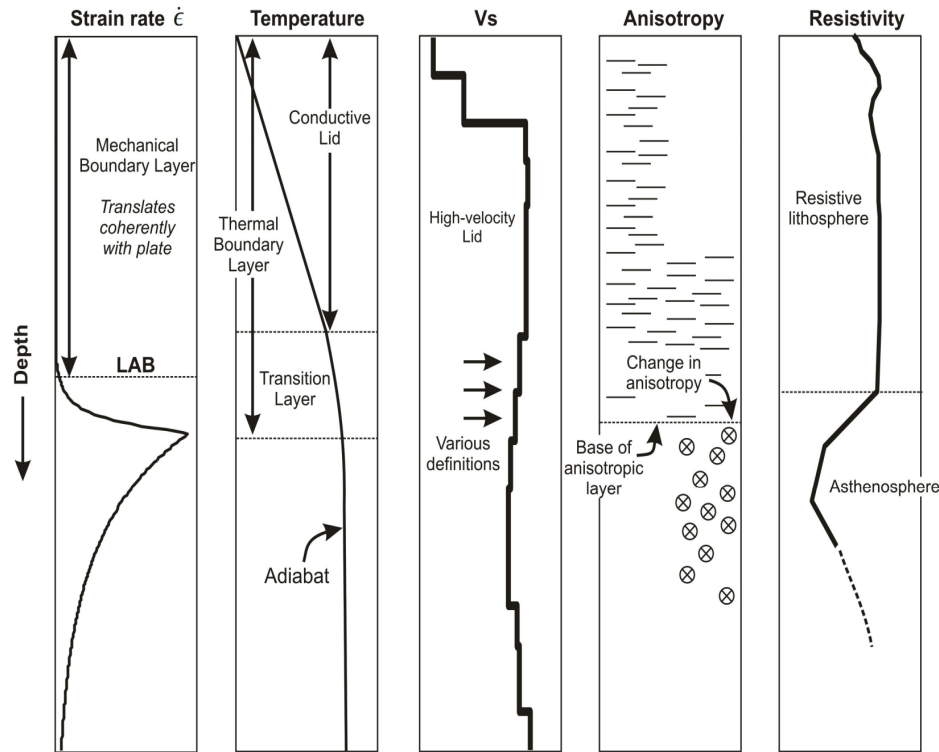 Strain rate ε̇
Temperature
Vs
Anisotropy
Resistivity
Mechanical
Boundary Layer
Translates
coherently
with plate
LAB
Depth
Conductive
Lid
Thermal
Boundary
Layer
Transition
Layer
Adiabat
High-velocity
Lid
Various
definitions
Change in
anisotropy
Base of
anisotropic
layer
Resistive
lithosphere
Asthenosphere